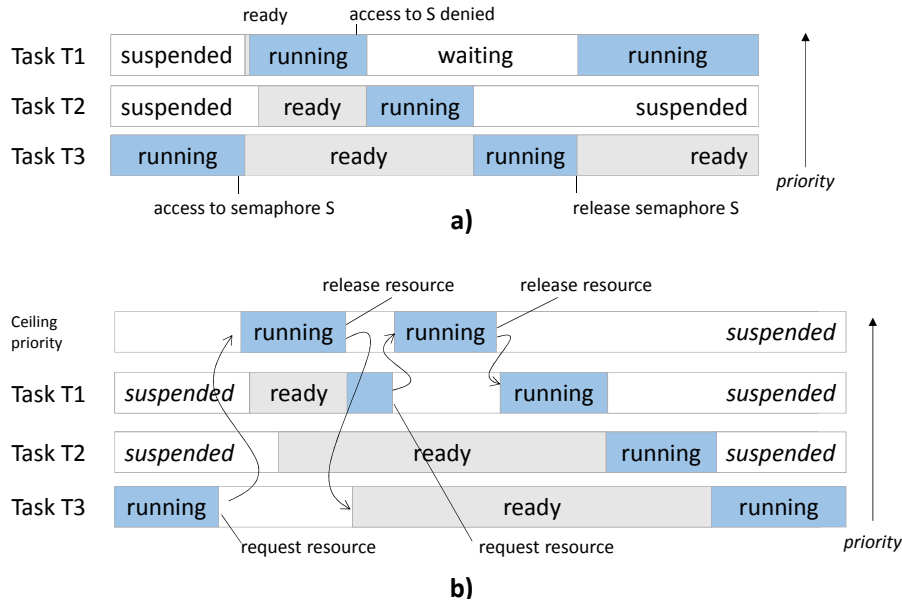 ready
access to S denied
Task T1 suspended running waiting running
Task T2 suspended ready running suspended
Task T3 running ready running ready
priority
access to semaphore S release semaphore S
a)
release resource release resource
Ceiling
priority
running running suspended
Task T1 suspended ready running suspended
Task T2 suspended ready running suspended
Task T3 running ready running
request resource request resource
priority
b)